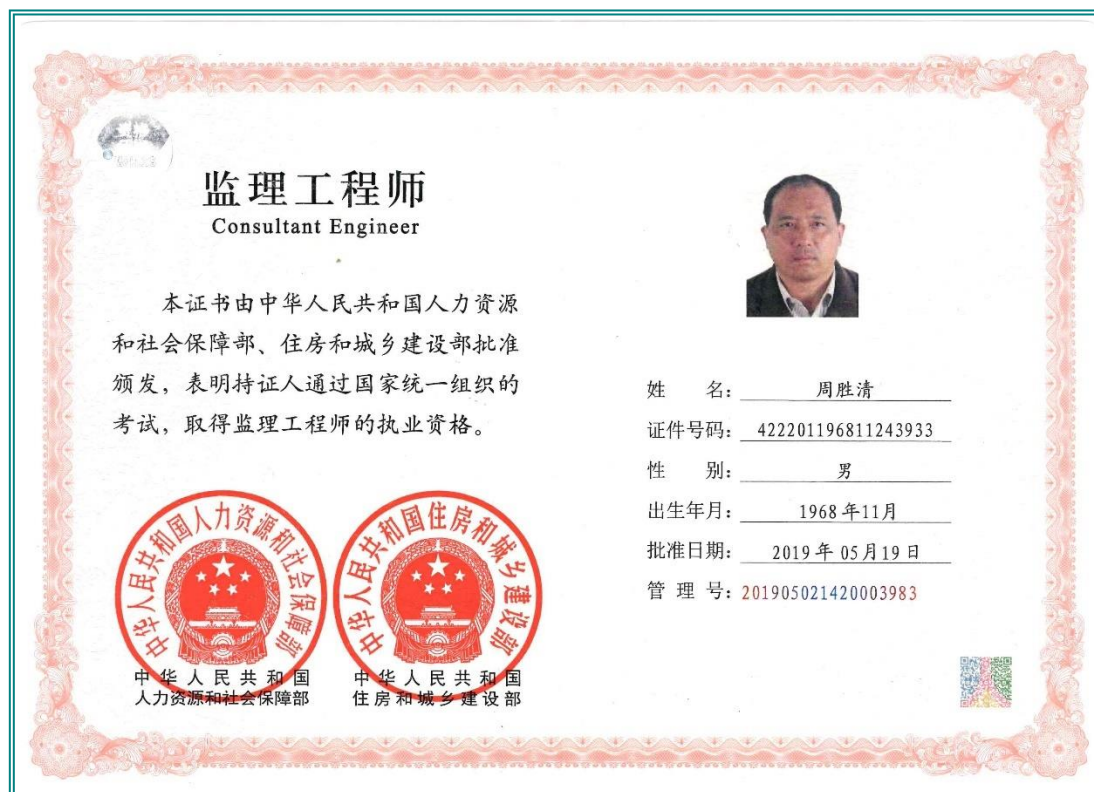 监理工程师
Consultant Engineer
本证书由中华人民共和国人力资源
和社会保障部、住房和城乡建设部批准
颁发，表明持证人通过国家统一组织的
考试，取得监理工程师的执业资格。
中华人民共和国人力资源和社会保障部
中华人民共和国住房和城乡建设部
中华人民共和国
人力资源和社会保障部
中华人民共和国
住房和城乡建设部
姓 名： 周胜清
证件号码： 422201196811243933
性 别： 男
出生年月： 1968年11月
批准日期： 2019年05月19日
管 理 号：201905021420003983